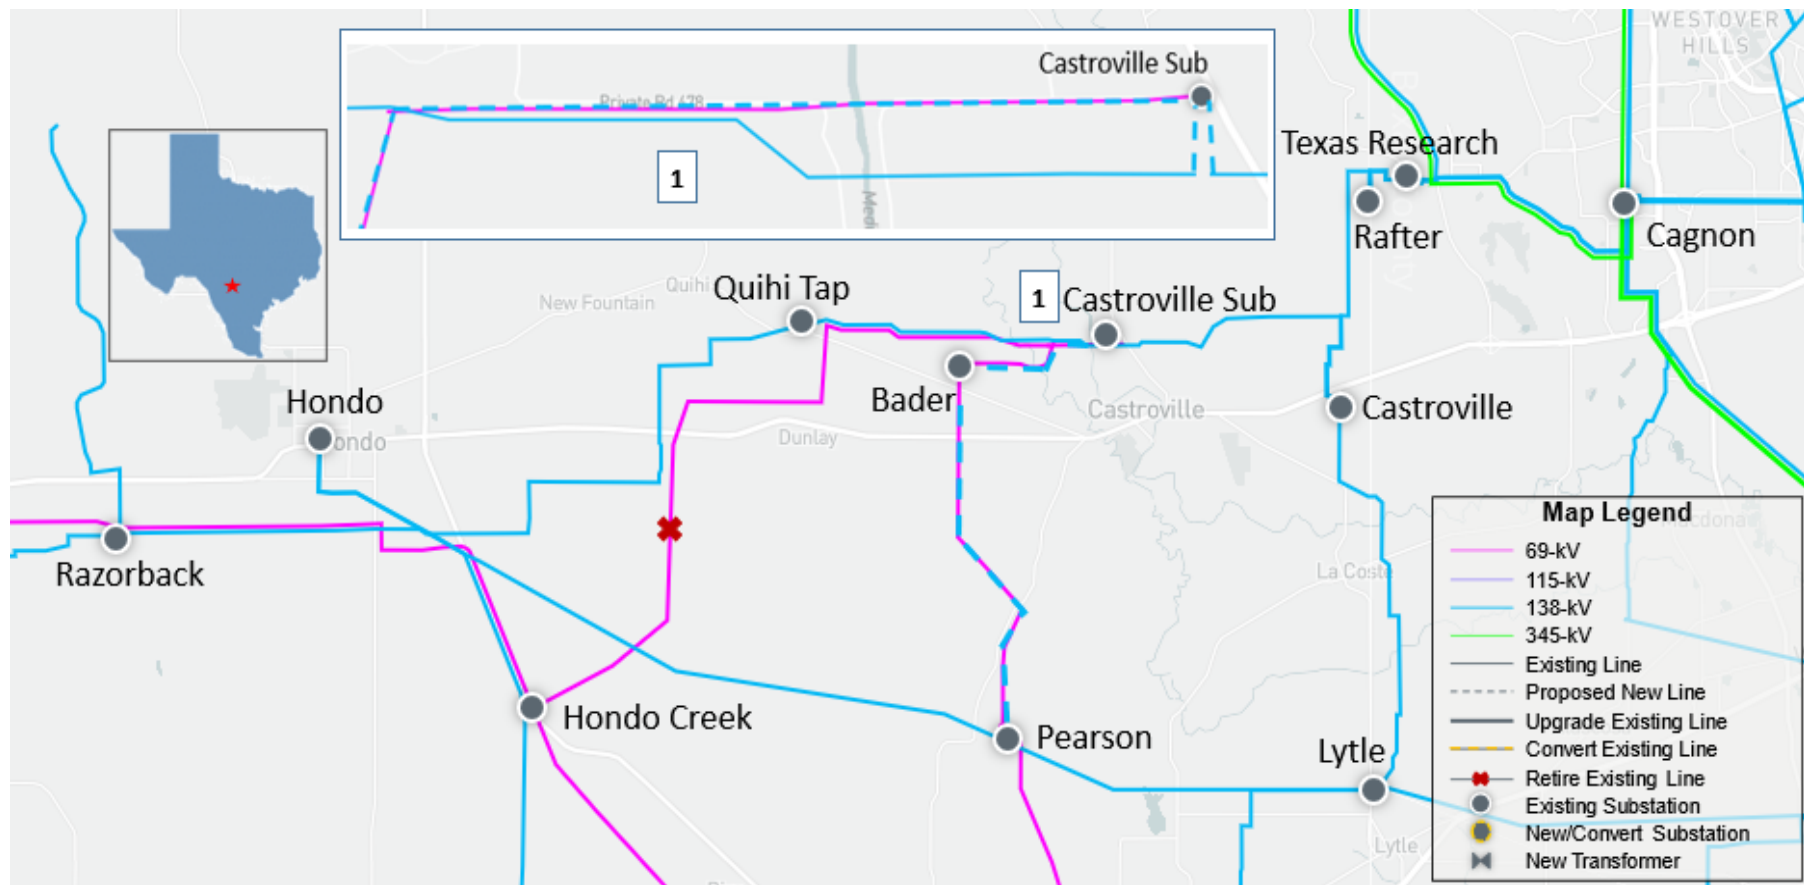 WESTOVER
HILLS
Castroville Sub
Private Rd 478
1
Medi
Texas Research
Rafter
Cagnon
Quihi
New Fountain
Quihi Tap
1
Castroville Sub
Bader
Castroville
Castroville
Hondo
ondo
Dunlay
Razorback
La Coste
Hondo Creek
Pearson
Lytle
Lytle
Map Legend
Macdona
69-kV
115-kV
138-kV
345-kV
Existing Line
Proposed New Line
Upgrade Existing Line
Convert Existing Line
Retire Existing Line
Existing Substation
New/Convert Substation
New Transformer